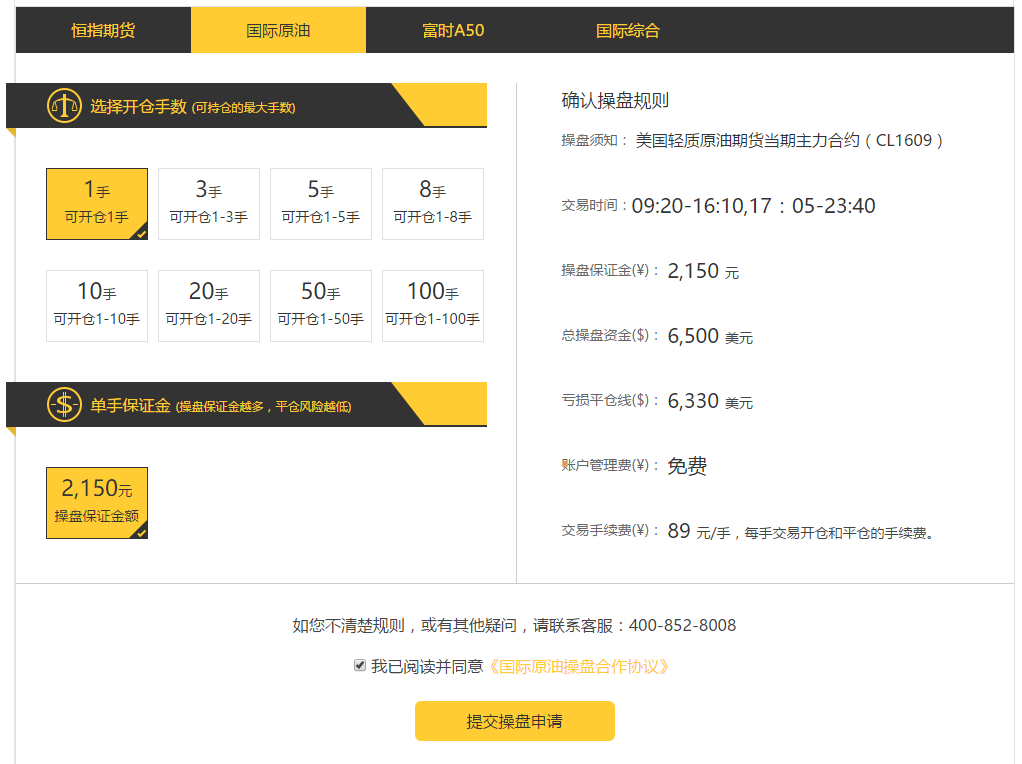 恒指期货 国际原油 富时A50 国际综合
选择开仓手数 (可持仓的最大手数)
1手 3手 5手 8手
可开仓1手 可开仓1-3手 可开仓1-5手 可开仓1-8手
10手 20手 50手 100手
可开仓1-10手 可开仓1-20手 可开仓1-50手 可开仓1-100手
单手保证金 (操盘保证金越多，平仓风险越低)
2,150元
操盘保证金额
确认操盘规则
操盘须知： 美国轻质原油期货当期主力合约（CL1609）
交易时间：09:20-16:10,17：05-23:40
操盘保证金(¥)： 2,150 元
总操盘资金($)： 6,500 美元
亏损平仓线($)： 6,330 美元
账户管理费(¥)： 免费
交易手续费(¥)： 89 元/手，每手交易开仓和平仓的手续费。
如您不清楚规则，或有其他疑问，请联系客服：400-852-8008
我已阅读并同意《国际原油操盘合作协议》
提交操盘申请